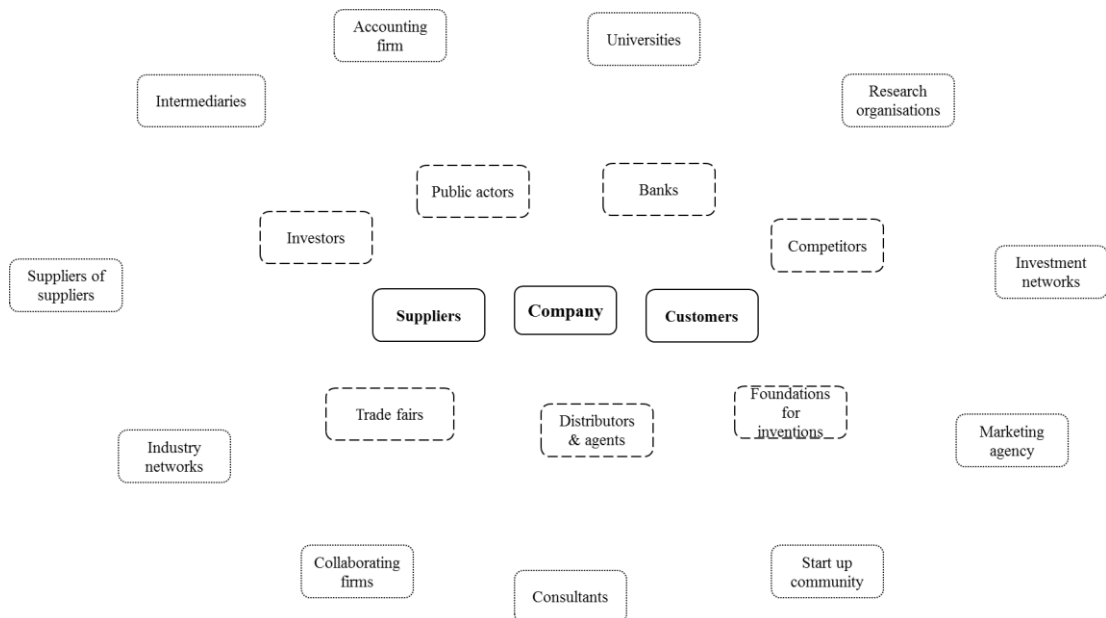 Accounting
firm
Universities
Intermediaries
Research
organisations
Public actors
Banks
Investors
Competitors
Suppliers of
suppliers
Investment
networks
Suppliers
Company
Customers
Trade fairs
Distributors
& agents
Foundations
for
inventions
Industry
networks
Marketing
agency
Collaborating
firms
Consultants
Start up
community